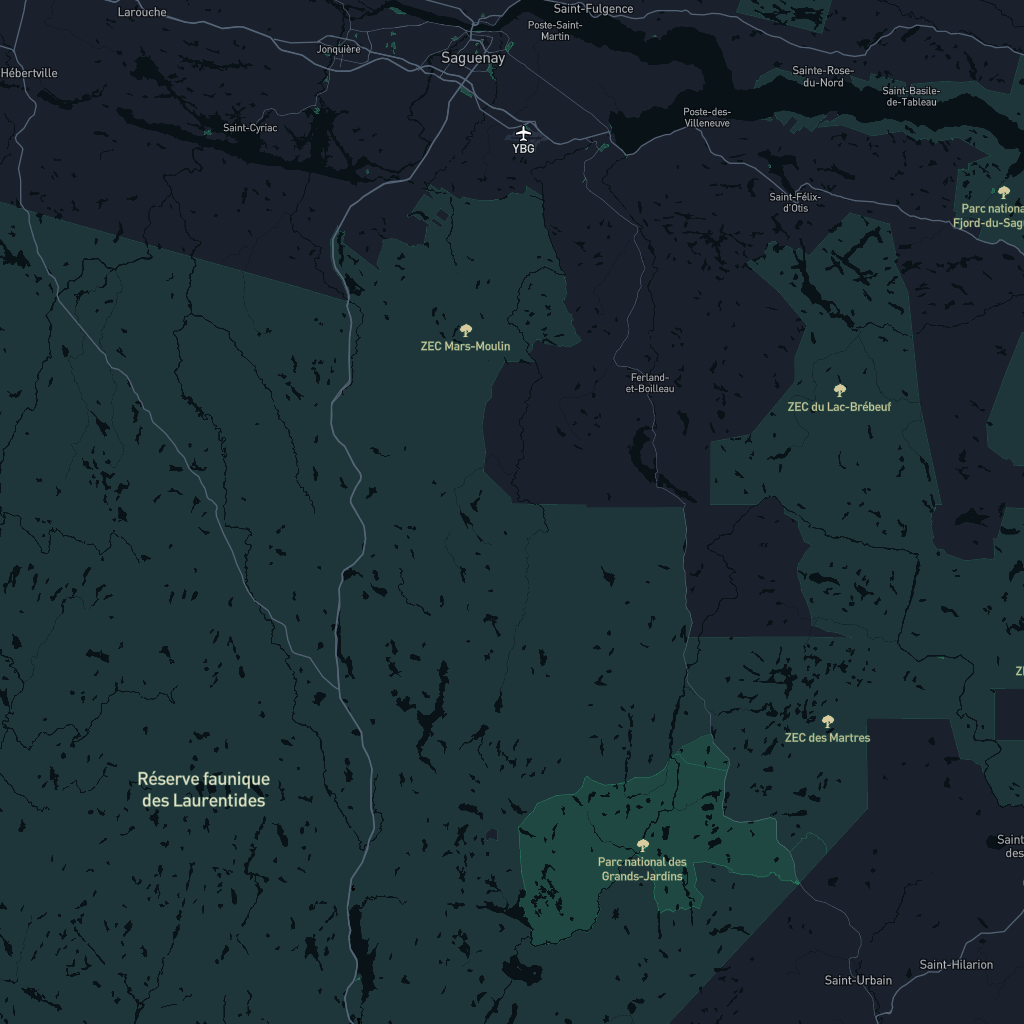 Larouche
Saint-Fulgence
Poste-Saint-
Martin
Jonquière
Saguenay
Hébertville
Sainte-Rose-
du-Nord
Saint-Basile-
de-Tableau
Poste-des-
Villeneuve
Saint-Cyriac
YBG
Saint-Félix-
d'Otis
Parc nationa
Fjord-du-Sagu
ZEC Mars-Moulin
Ferland-
et-Boilleau
ZEC du Lac-Brébeuf
ZE
ZEC des Martres
Réserve faunique
des Laurentides
Parc national des
Grands-Jardins
Saint
des
Saint-Hilarion
Saint-Urbain